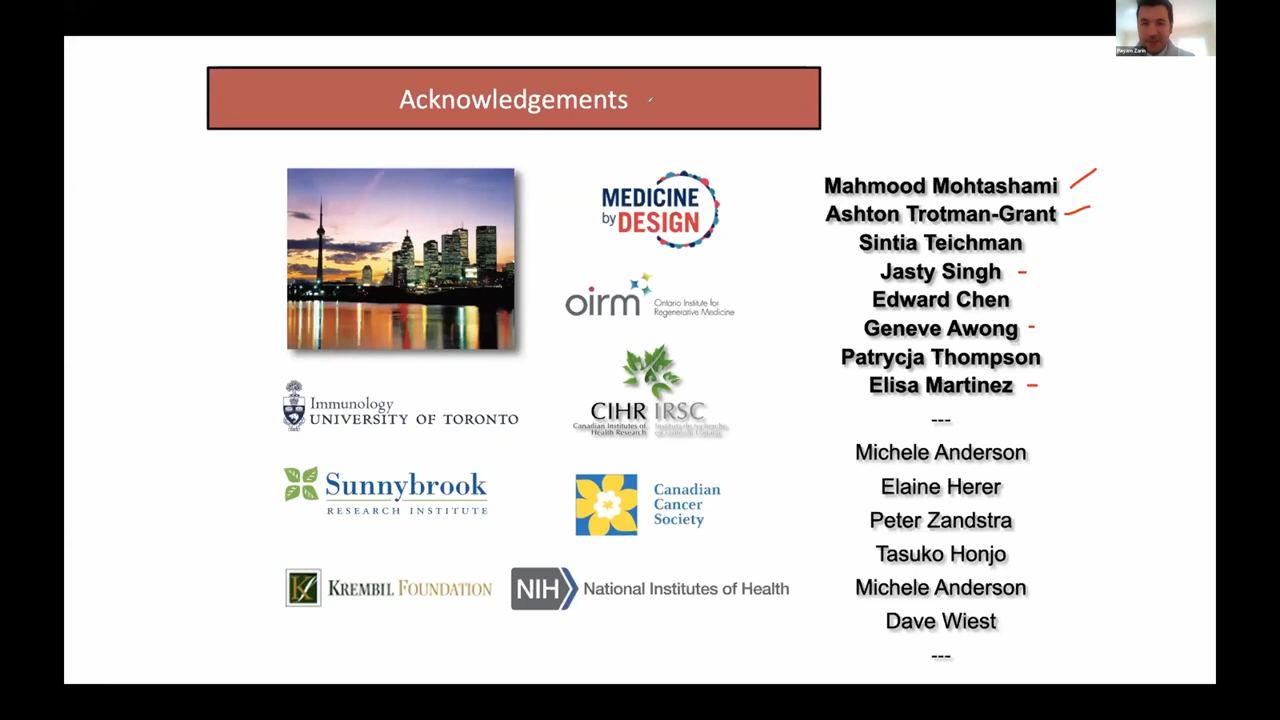 Payam Zarin
Acknowledgements
MEDICINE
by DESIGN
oirm
Ontario Institute for
Regenerative Medicine
CIHR IRSC
Canadian Institutes of
Health Research
Immunology
UNIVERSITY OF TORONTO
Sunnybrook
RESEARCH INSTITUTE
Canadian
Cancer
Society
KREMBIL FOUNDATION
NIH National Institutes of Health
Mahmood Mohtashami
Ashton Trotman-Grant
Sintia Teichman
Jasty Singh
Edward Chen
Geneve Awong
Patrycja Thompson
Elisa Martinez
---
Michele Anderson
Elaine Herer
Peter Zandstra
Tasuko Honjo
Michele Anderson
Dave Wiest
---